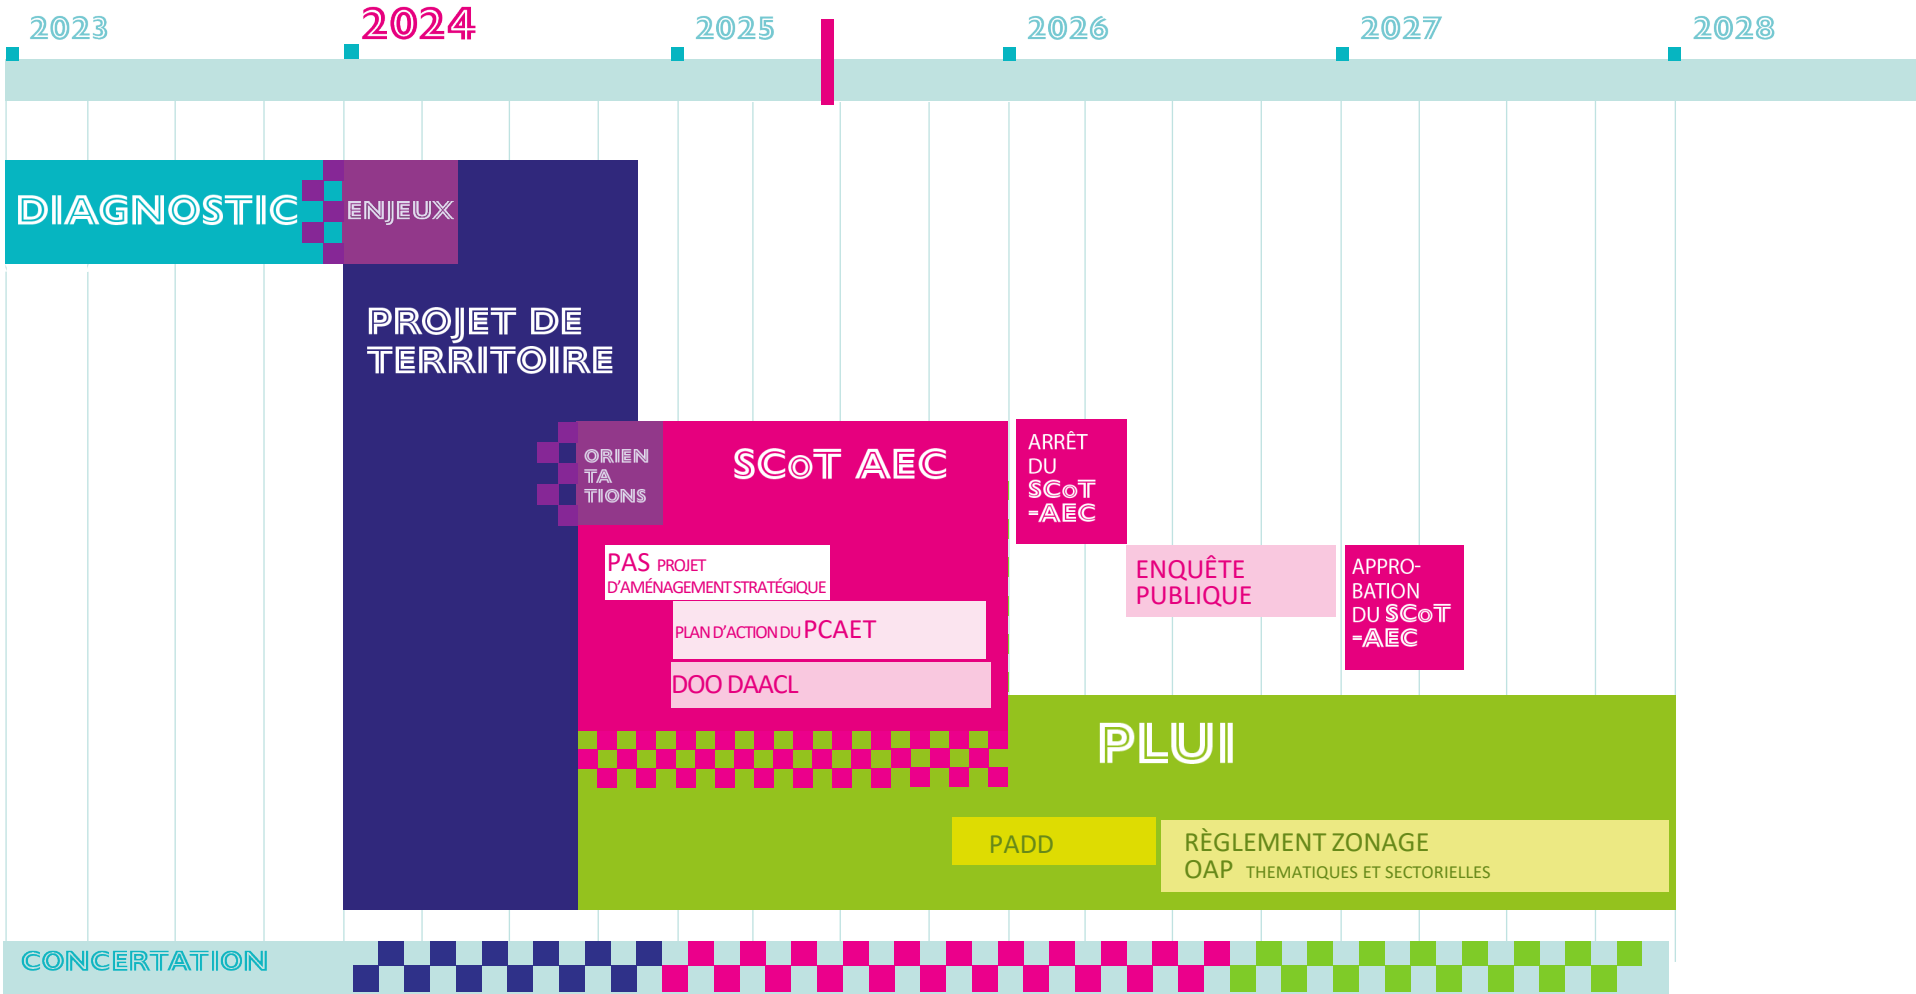 2023 2024 2025 2026 2027 2028
DIAGNOSTIC
ENJEUX
PROJET DE
TERRITOIRE
ORIEN
TA
TIONS
SCoT AEC
PAS PROJET
D'AMÉNAGEMENT STRATÉGIQUE
PLAN D'ACTION DU PCAET
DOO DAACL
ARRÊT
DU
SCoT
-AEC
ENQUÊTE
PUBLIQUE
APPRO-
BATION
DU SCoT
-AEC
PLUI
PADD
RÈGLEMENT ZONAGE
OAP THEMATIQUES ET SECTORIELLES
CONCERTATION